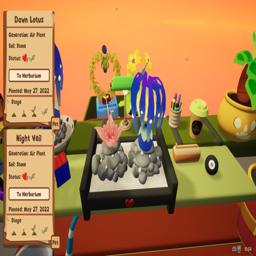 Dawn Lotus
Generation: Air Plant
Soil: Stone
Status:
To Herbarium
Planted: May 27, 2022
Stage
Night Veil
Generation: Air Plant
Soil: Stone
Status:
To Herbarium
Planted: May 27, 2022
Stage